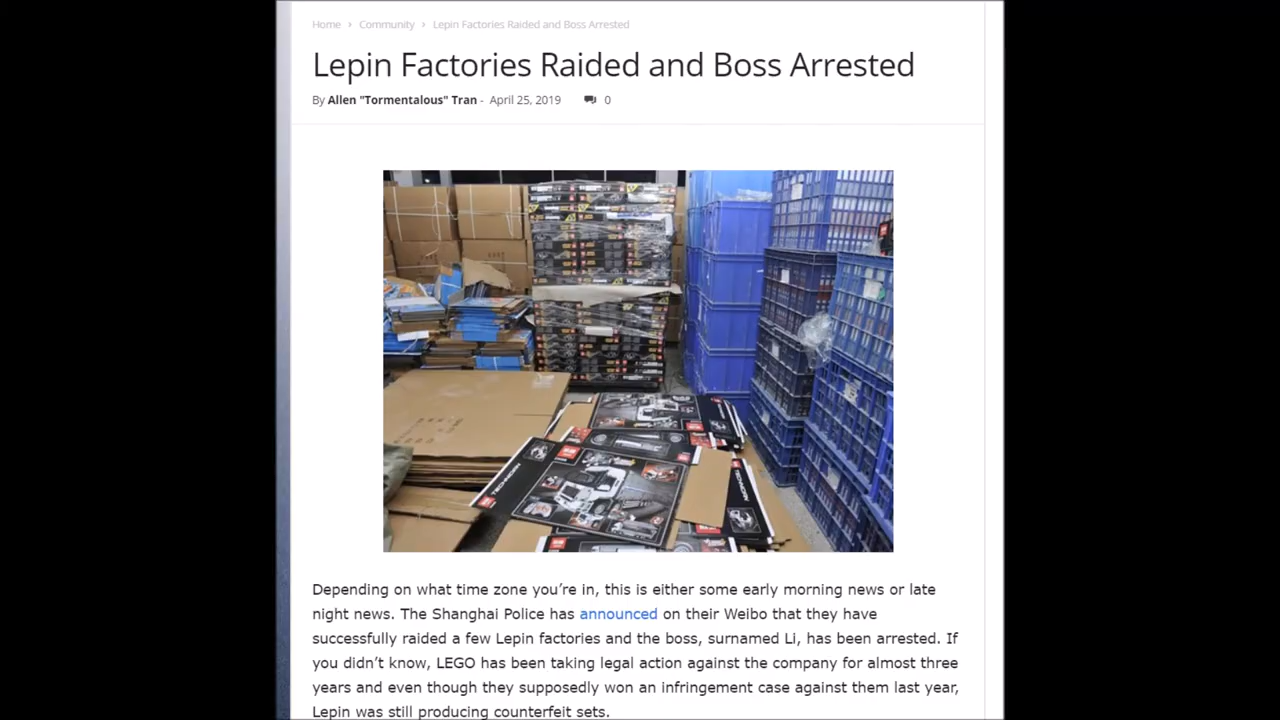 Home › Community › Lepin Factories Raided and Boss Arrested
Lepin Factories Raided and Boss Arrested
By Allen "Tormentalous" Tran - April 25, 2019 0
TECHNICIAN
Depending on what time zone you’re in, this is either some early morning news or late
night news. The Shanghai Police has announced on their Weibo that they have
successfully raided a few Lepin factories and the boss, surnamed Li, has been arrested. If
you didn’t know, LEGO has been taking legal action against the company for almost three
years and even though they supposedly won an infringement case against them last year,
Lepin was still producing counterfeit sets.